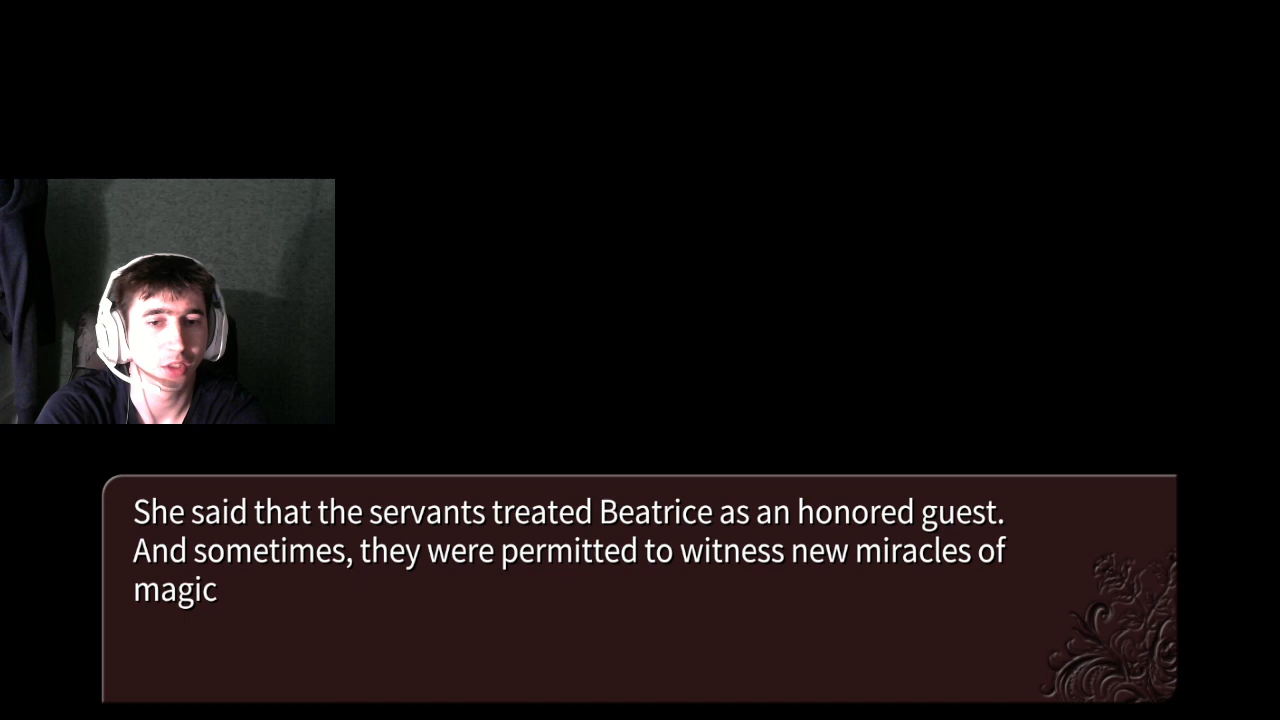 She said that the servants treated Beatrice as an honored guest.
And sometimes, they were permitted to witness new miracles of
magic